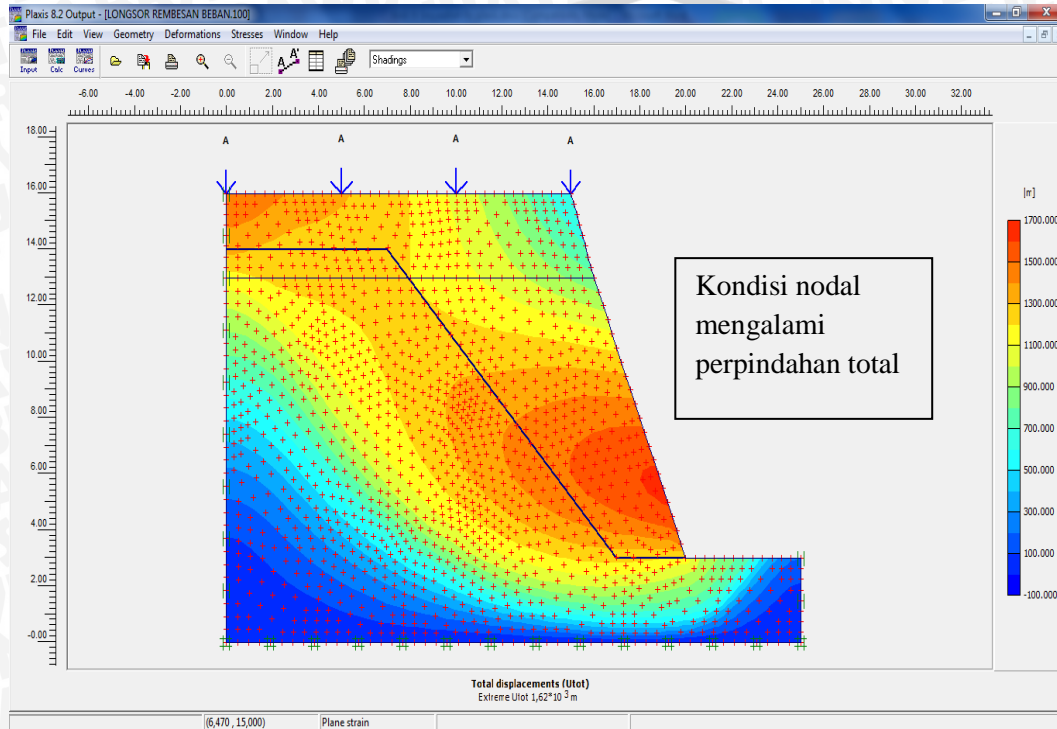 Plaxis 8.2 Output - [LONGSOR REMBESAN BEBAN.100]
File Edit View Geometry Deformations Stresses Window Help
Input Calc Curves A A' Shadings
-6.00 -4.00 -2.00 0.00 2.00 4.00 6.00 8.00 10.00 12.00 14.00 16.00 18.00 20.00 22.00 24.00 26.00 28.00 30.00 32.00
18.00
16.00
14.00
12.00
10.00
8.00
6.00
4.00
2.00
-0.00
A A A A
Kondisi nodal
mengalami
perpindahan total
[m]
1700.000
1500.000
1300.000
1100.000
900.000
700.000
500.000
300.000
100.000
-100.000
Total displacements (Utot)
Extreme Utot 1,62*10 3 m
(6,470 , 15,000) Plane strain